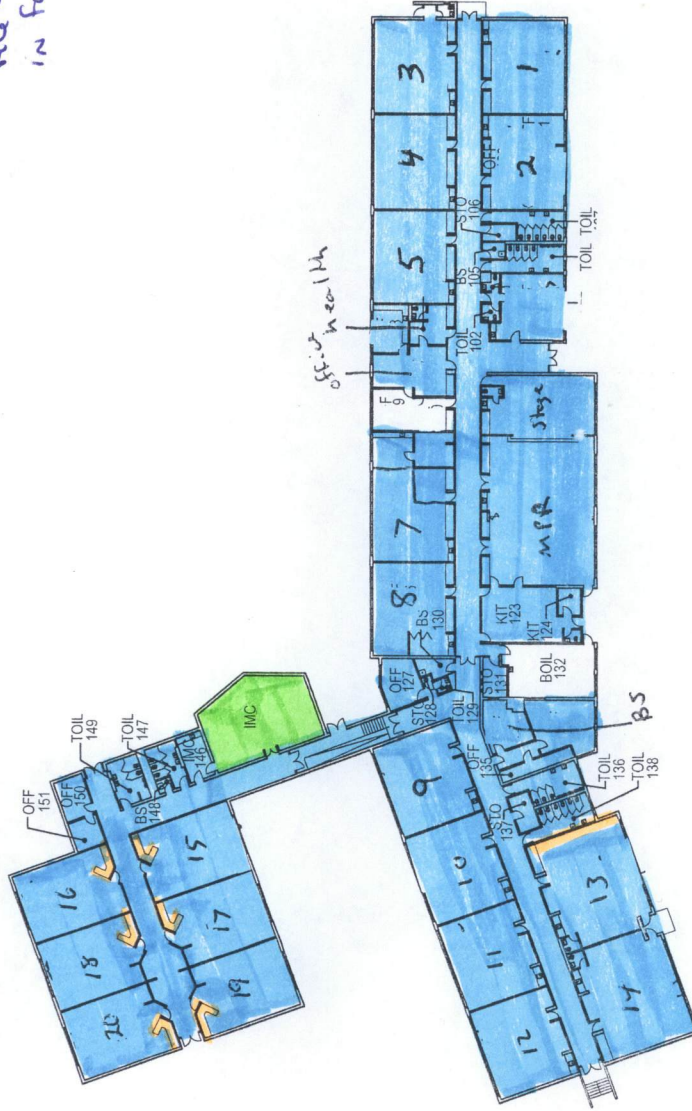 3
4
5
1
2
OFF
STO
106
BS
105
TOIL
TOIL
TOIL
102
office
health
F
9
7
8
Stage
MPR
KIT
123
KIT
124
BOIL
132
BS
130
OFF
127
STO
128
TOIL
129
STO
131
BS
IMC
IMC
146
TOIL
149
TOIL
147
BS
148
OFF
151
OFF
150
15
16
17
18
19
20
9
10
11
12
13
14
OFF
135
STO
137
TOIL
136
TOIL
138
in